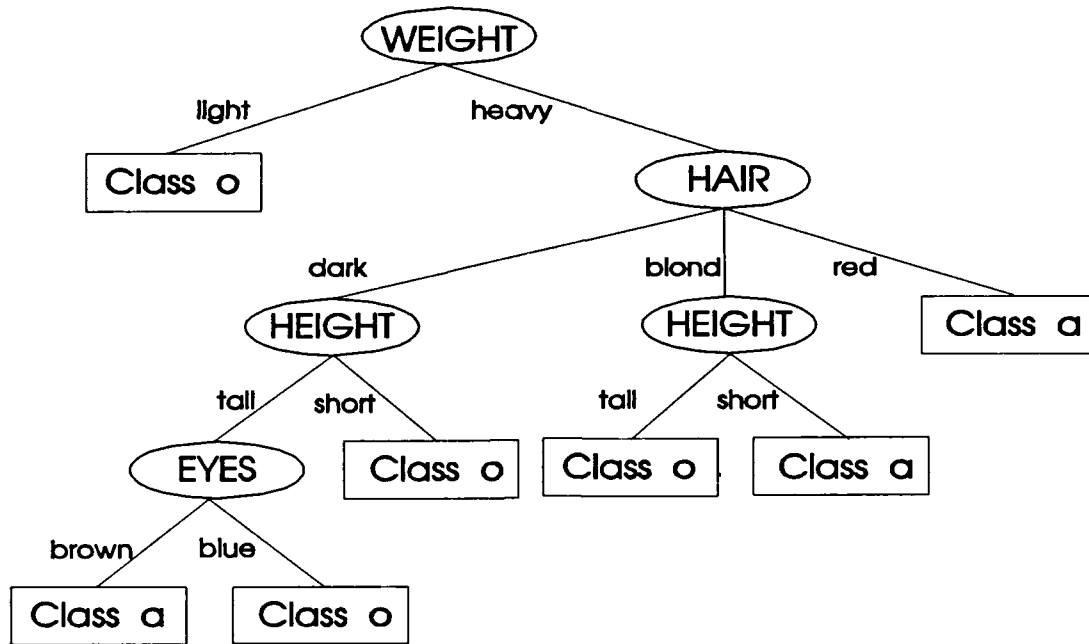 WEIGHT
light
heavy
Class o
HAIR
dark
blond
red
HEIGHT
HEIGHT
Class a
tall
short
tall
short
EYES
Class o
Class o
Class a
brown
blue
Class a
Class o